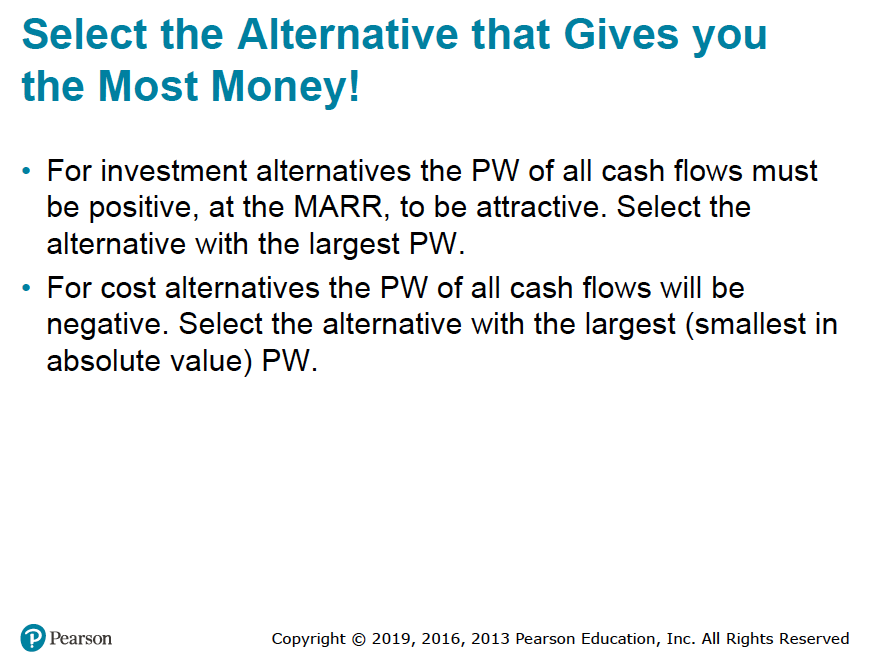 Select the Alternative that Gives you
the Most Money!
• For investment alternatives the PW of all cash flows must
be positive, at the MARR, to be attractive. Select the
alternative with the largest PW.
• For cost alternatives the PW of all cash flows will be
negative. Select the alternative with the largest (smallest in
absolute value) PW.
Pearson
Copyright © 2019, 2016, 2013 Pearson Education, Inc. All Rights Reserved